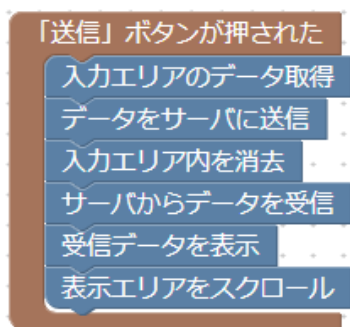 「送信」ボタンが押された
入力エリアのデータ取得
データをサーバに送信
入力エリア内を消去
サーバからデータを受信
受信データを表示
表示エリアをスクロール